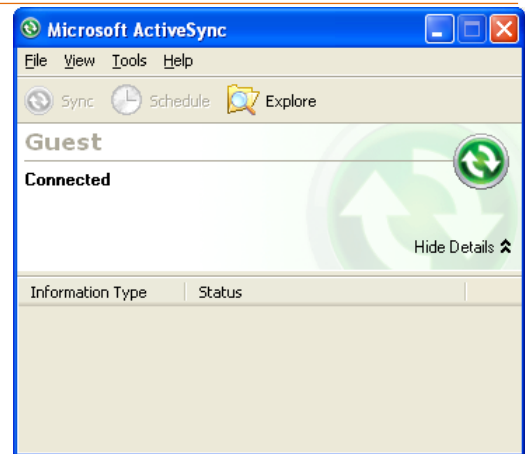 Microsoft ActiveSync
File View Tools Help
Sync Schedule Explore
Guest
Connected
Hide Details
Information Type Status